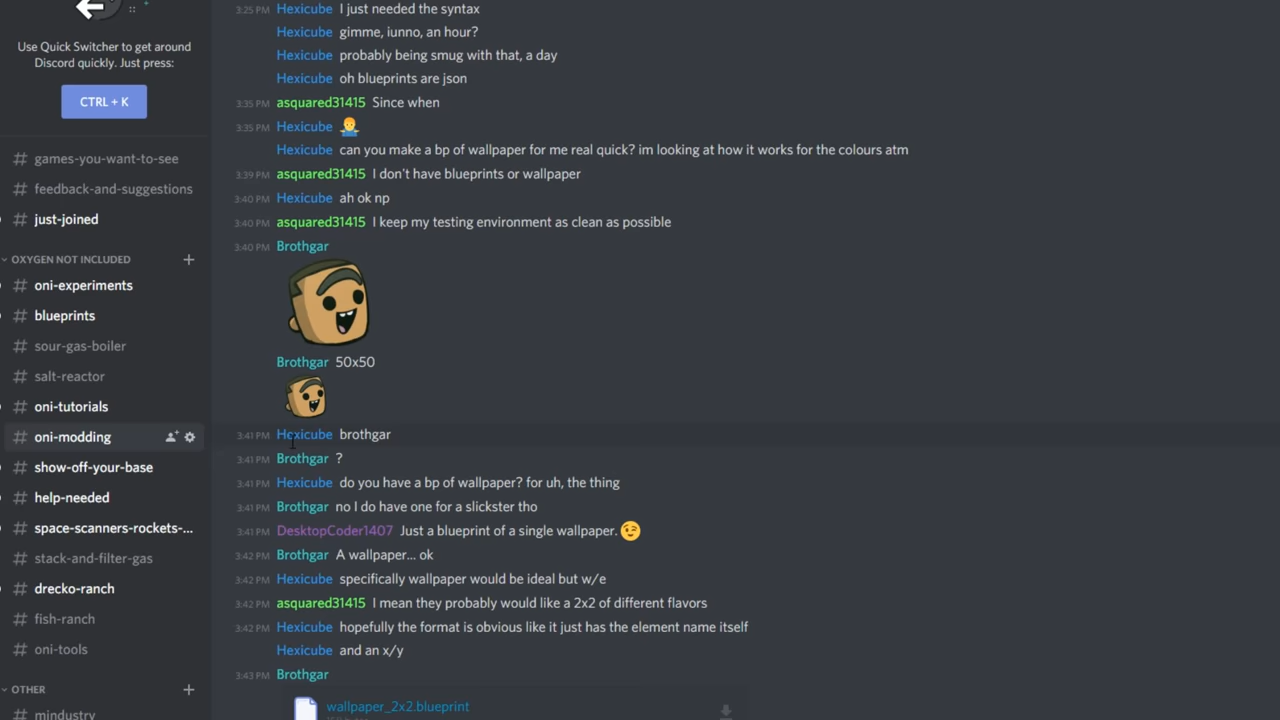 Use Quick Switcher to get around
Discord quickly. Just press:
CTRL + K
# games-you-want-to-see
# feedback-and-suggestions
# just-joined
OXYGEN NOT INCLUDED +
# oni-experiments
# blueprints
# sour-gas-boiler
# salt-reactor
# oni-tutorials
# oni-modding
# show-off-your-base
# help-needed
# space-scanners-rockets-...
# stack-and-filter-gas
# drecko-ranch
# fish-ranch
# oni-tools
OTHER +
# mindustry
3:25 PM Hexicube I just needed the syntax
Hexicube gimme, iunno, an hour?
Hexicube probably being smug with that, a day
Hexicube oh blueprints are json
3:35 PM asquared31415 Since when
3:35 PM Hexicube 🤷‍♂️
Hexicube can you make a bp of wallpaper for me real quick? im looking at how it works for the colours atm
3:39 PM asquared31415 I don't have blueprints or wallpaper
3:40 PM Hexicube ah ok np
3:40 PM asquared31415 I keep my testing environment as clean as possible
3:40 PM Brothgar
Brothgar 50x50
3:41 PM Hexicube brothgar
3:41 PM Brothgar ?
3:41 PM Hexicube do you have a bp of wallpaper? for uh, the thing
3:41 PM Brothgar no I do have one for a slickster tho
3:41 PM DesktopCoder1407 Just a blueprint of a single wallpaper. 😉
3:42 PM Brothgar A wallpaper... ok
3:42 PM Hexicube specifically wallpaper would be ideal but w/e
3:42 PM asquared31415 I mean they probably would like a 2x2 of different flavors
3:42 PM Hexicube hopefully the format is obvious like it just has the element name itself
Hexicube and an x/y
3:43 PM Brothgar
wallpaper_2x2.blueprint